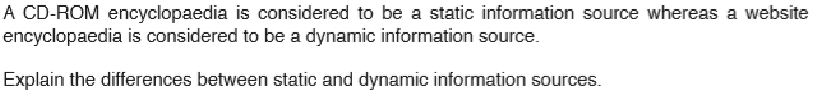 A CD-ROM encyclopaedia is considered to be a static information source whereas a website
encyclopaedia is considered to be a dynamic information source.
Explain the differences between static and dynamic information sources.